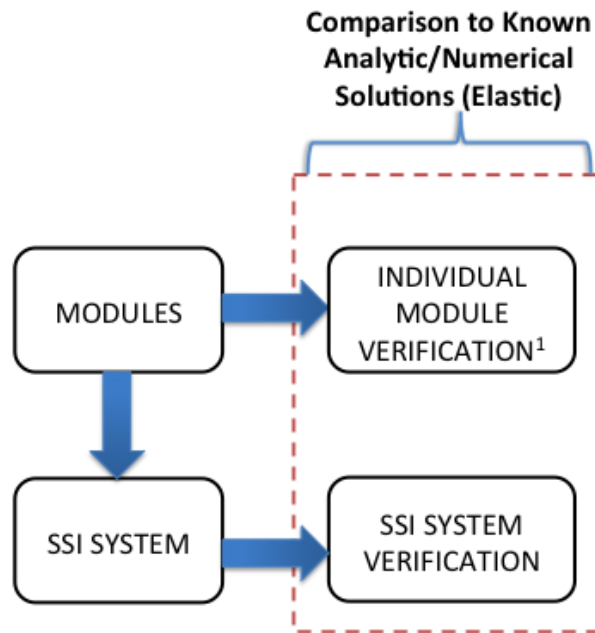 Comparison to Known
Analytic/Numerical
Solutions (Elastic)
MODULES
INDIVIDUAL
MODULE
VERIFICATION¹
SSI SYSTEM
SSI SYSTEM
VERIFICATION